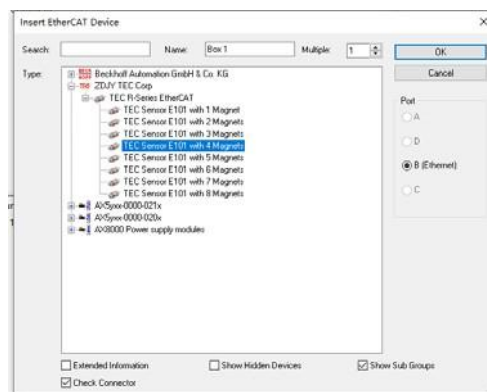 Insert EtherCAT Device
Search:
Name: Box 1
Multiple: 1
OK
Type:
Beckhoff Automation GmbH & Co. KG
ZDJY TEC Corp
TEC R-Series EtherCAT
TEC Sensor E101 with 1 Magnet
TEC Sensor E101 with 2 Magnets
TEC Sensor E101 with 3 Magnets
TEC Sensor E101 with 4 Magnets
TEC Sensor E101 with 5 Magnets
TEC Sensor E101 with 6 Magnets
TEC Sensor E101 with 7 Magnets
TEC Sensor E101 with 8 Magnets
AX5yxx-0000-021x
AX5yxx-0000-020x
AX8000 Power supply modules
Cancel
Port
A
D
B (Ethernet)
C
Extended Information
Show Hidden Devices
Show Sub Groups
Check Connector